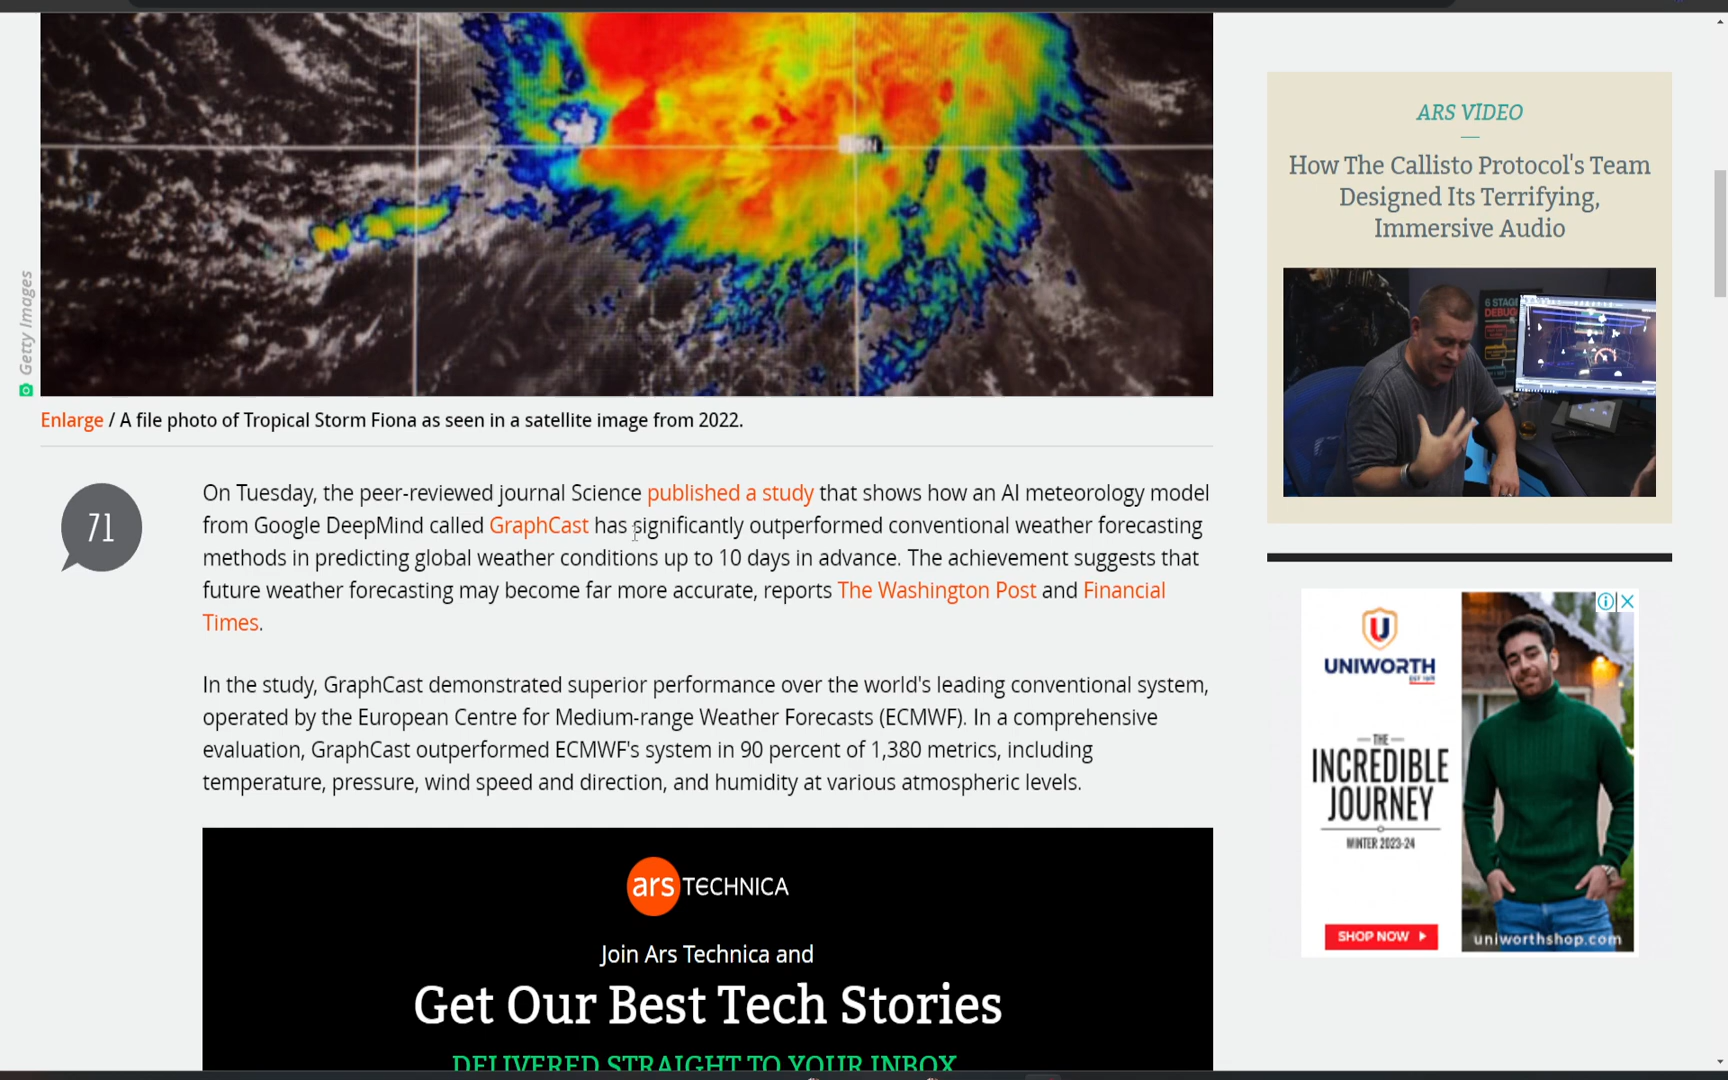 Getty Images
Enlarge / A file photo of Tropical Storm Fiona as seen in a satellite image from 2022.
71
On Tuesday, the peer-reviewed journal Science published a study that shows how an AI meteorology model
from Google DeepMind called GraphCast has significantly outperformed conventional weather forecasting
methods in predicting global weather conditions up to 10 days in advance. The achievement suggests that
future weather forecasting may become far more accurate, reports The Washington Post and Financial
Times.
In the study, GraphCast demonstrated superior performance over the world's leading conventional system,
operated by the European Centre for Medium-range Weather Forecasts (ECMWF). In a comprehensive
evaluation, GraphCast outperformed ECMWF's system in 90 percent of 1,380 metrics, including
temperature, pressure, wind speed and direction, and humidity at various atmospheric levels.
ars TECHNICA
Join Ars Technica and
Get Our Best Tech Stories
DELIVERED STRAIGHT TO YOUR INBOX
ARS VIDEO
How The Callisto Protocol's Team
Designed Its Terrifying,
Immersive Audio
6 STAGE
DEBUG
UNIWORTH
THE
INCREDIBLE
JOURNEY
WINTER 2023-24
SHOP NOW
uniworthshop.com